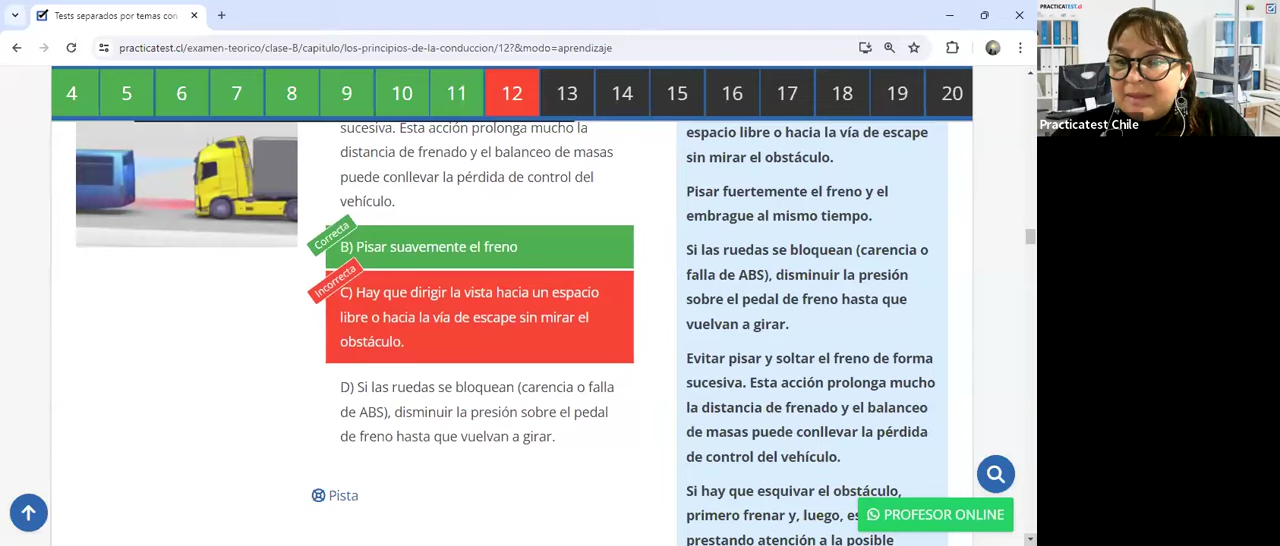 Tests separados por temas con
practicatest.cl/examen-teorico/clase-B/capitulo/los-principios-de-la-conduccion/12?&modo=aprendizaje
4 5 6 7 8 9 10 11 12 13 14 15 16 17 18 19 20
sucesiva. Esta acción prolonga mucho la
distancia de frenado y el balanceo de masas
puede conllevar la pérdida de control del
vehículo.
Correcta
B) Pisar suavemente el freno
Incorrecta
C) Hay que dirigir la vista hacia un espacio
libre o hacia la vía de escape sin mirar el
obstáculo.
D) Si las ruedas se bloquean (carencia o falla
de ABS), disminuir la presión sobre el pedal
de freno hasta que vuelvan a girar.
Pista
espacio libre o hacia la vía de escape
sin mirar el obstáculo.
Pisar fuertemente el freno y el
embrague al mismo tiempo.
Si las ruedas se bloquean (carencia o
falla de ABS), disminuir la presión
sobre el pedal de freno hasta que
vuelvan a girar.
Evitar pisar y soltar el freno de forma
sucesiva. Esta acción prolonga mucho
la distancia de frenado y el balanceo
de masas puede conllevar la pérdida
de control del vehículo.
Si hay que esquivar el obstáculo,
primero frenar y, luego,
prestando atención a la posible
PROFESOR ONLINE
PRACTICATEST.cl
Practicatest Chile